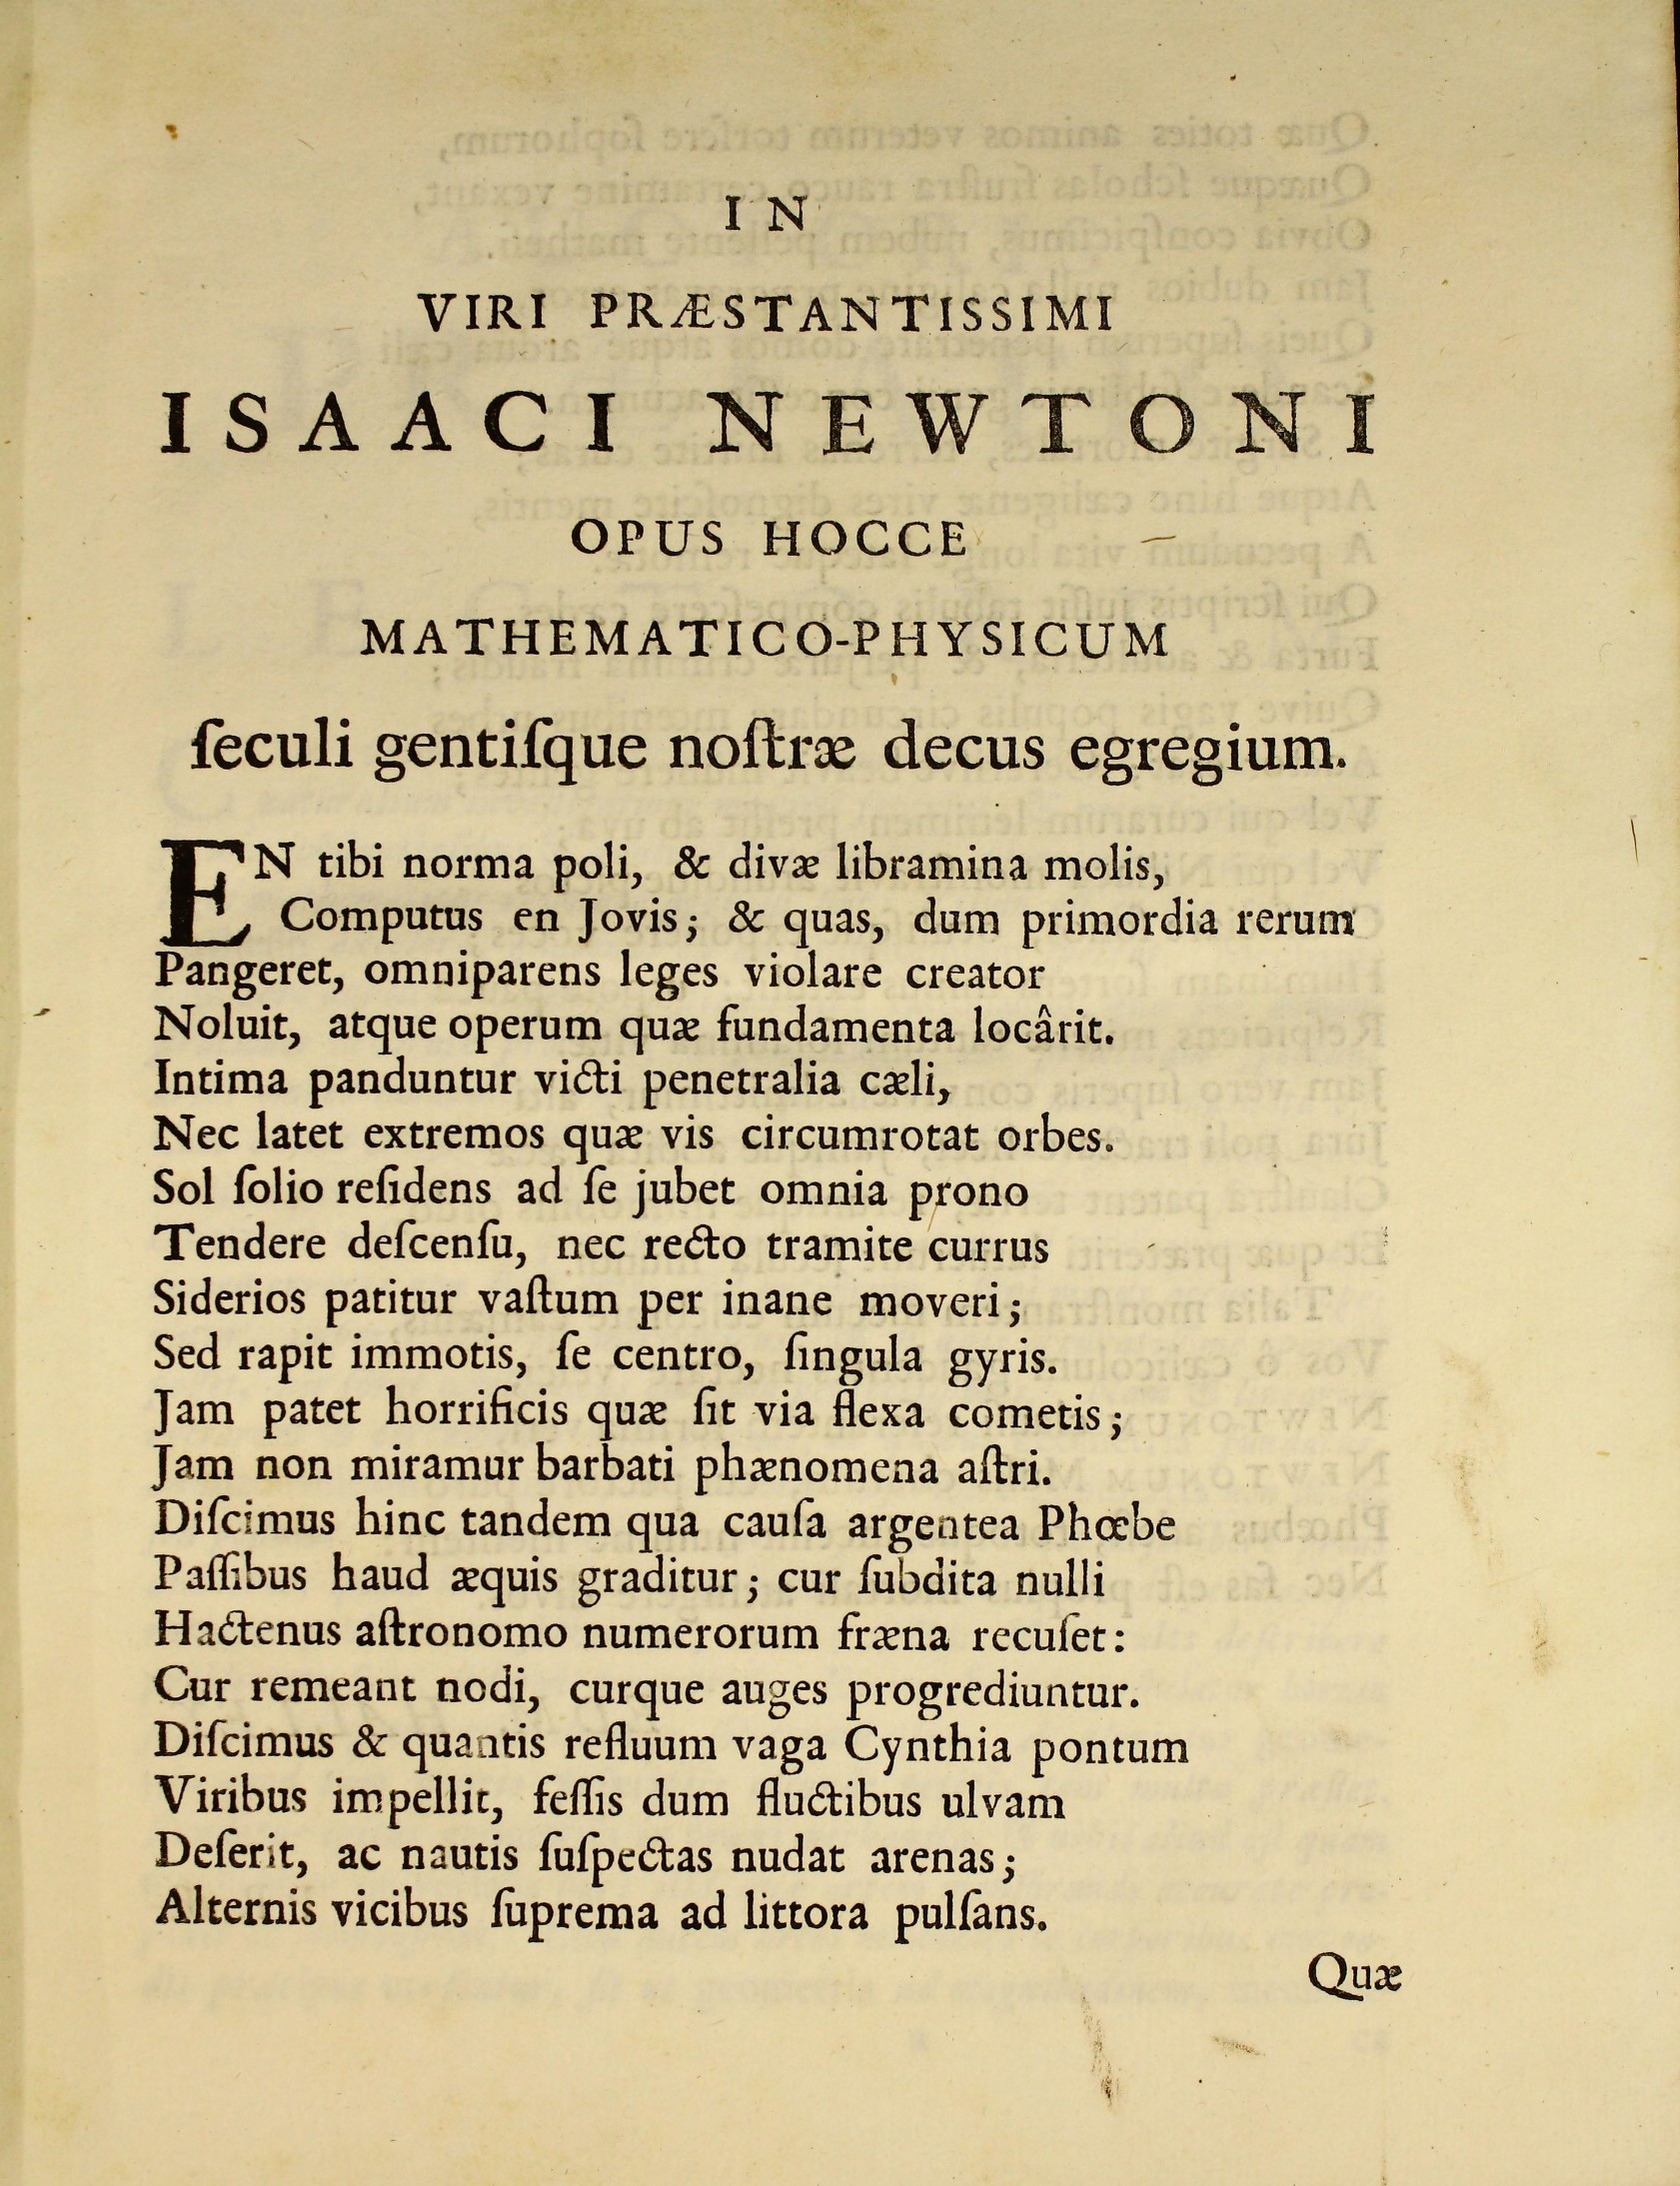 IN
VIRI PRÆSTANTISSIMI
ISAACI NEWTONI
OPUS HOCCE
MATHEMATICO-PHYSICUM
ſeculi gentiſque noſtræ decus egregium.
EN tibi norma poli, & divæ libramina molis,
Computus en Jovis; & quas, dum primordia rerum
Pangeret, omniparens leges violare creator
Noluit, atque operum quæ fundamenta locârit.
Intima panduntur victi penetralia cæli,
Nec latet extremos quæ vis circumrotat orbes.
Sol ſolio reſidens ad ſe jubet omnia prono
Tendere deſcenſu, nec recto tramite currus
Siderios patitur vaſtum per inane moveri;
Sed rapit immotis, ſe centro, ſingula gyris.
Jam patet horrificis quæ ſit via flexa cometis;
Jam non miramur barbati phænomena aſtri.
Diſcimus hinc tandem qua cauſa argentea Phœbe
Paſſibus haud æquis graditur; cur ſubdita nulli
Hactenus aſtronomo numerorum fræna recuſet:
Cur remeant nodi, curque auges progrediuntur.
Diſcimus & quantis refluum vaga Cynthia pontum
Viribus impellit, feſſis dum fluctibus ulvam
Deſerit, ac nautis ſuſpectas nudat arenas;
Alternis vicibus ſuprema ad littora pulſans.
Quæ